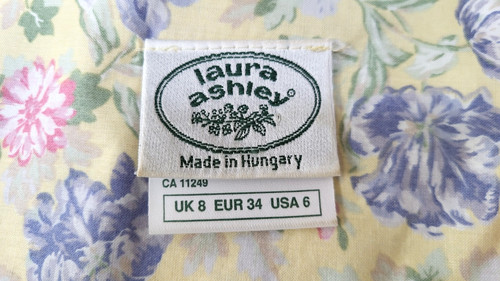 laura
ashley®
Made in Hungary
CA 11249
UK 8 EUR 34 USA 6